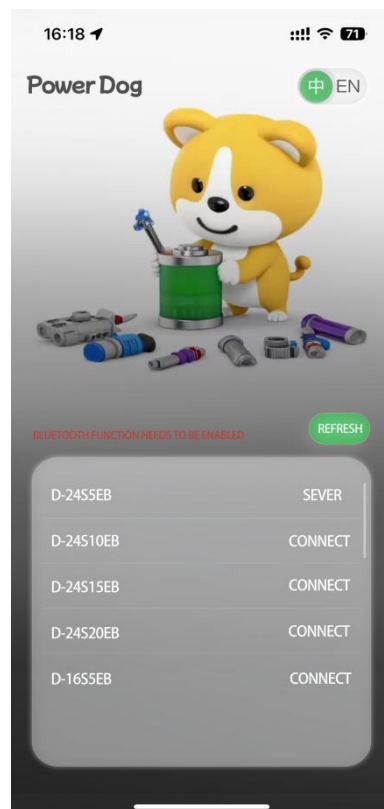 16:18
71
Power Dog
中 EN
BLUETOOTH FUNCTION NEEDS TO BE ENABLED
REFRESH
D-24S5EB SEVER
D-24S10EB CONNECT
D-24S15EB CONNECT
D-24S20EB CONNECT
D-16S5EB CONNECT